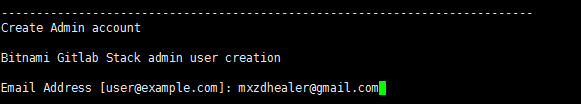 ----------------------------------------------------------------------------
Create Admin account
Bitnami Gitlab Stack admin user creation
Email Address [user@example.com]: mxzdhealer@gmail.com